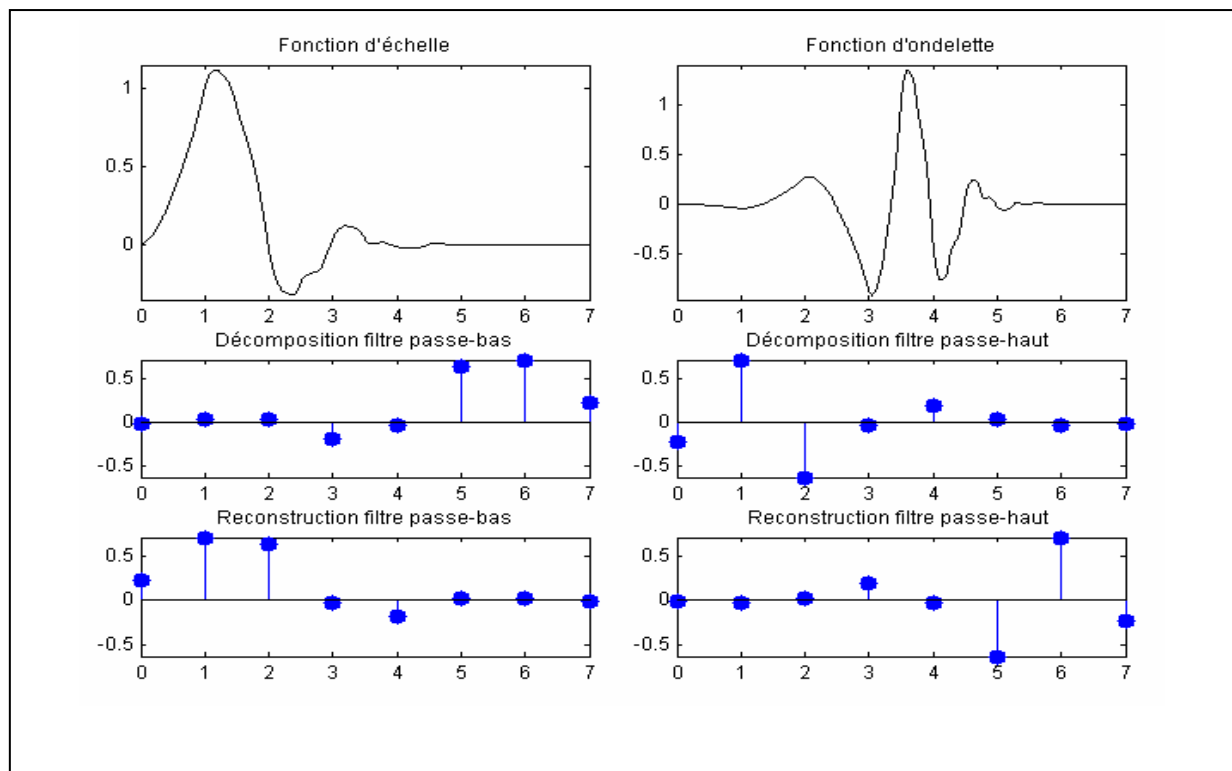 Fonction d'échelle
Fonction d'ondelette
1
0.5
0
0 1 2 3 4 5 6 7
1
0.5
0
-0.5
0 1 2 3 4 5 6 7
Décomposition filtre passe-bas
Décomposition filtre passe-haut
0.5
0
-0.5
0 1 2 3 4 5 6 7
0.5
0
-0.5
0 1 2 3 4 5 6 7
Reconstruction filtre passe-bas
Reconstruction filtre passe-haut
0.5
0
-0.5
0 1 2 3 4 5 6 7
0.5
0
-0.5
0 1 2 3 4 5 6 7